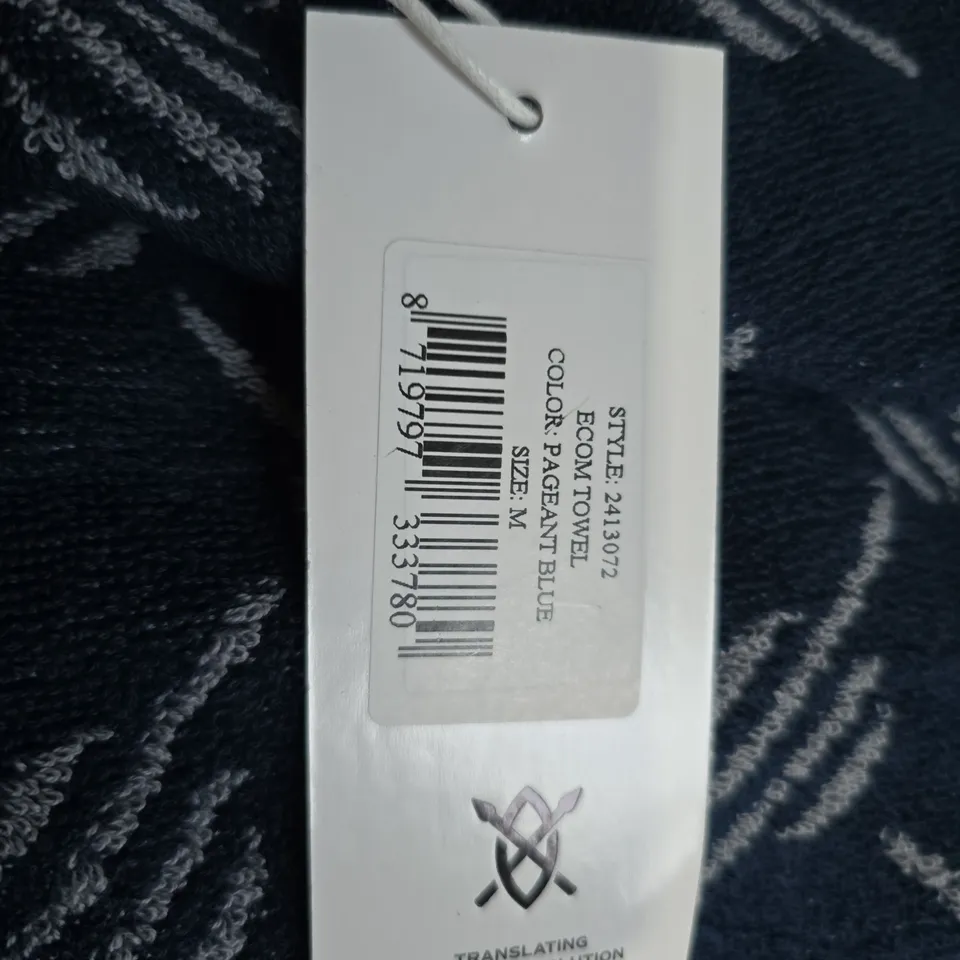 STYLE: 2413072
ECOM TOWEL
COLOR: PAGEANT BLUE
SIZE: M
8 719797 333780
TRANSLATING